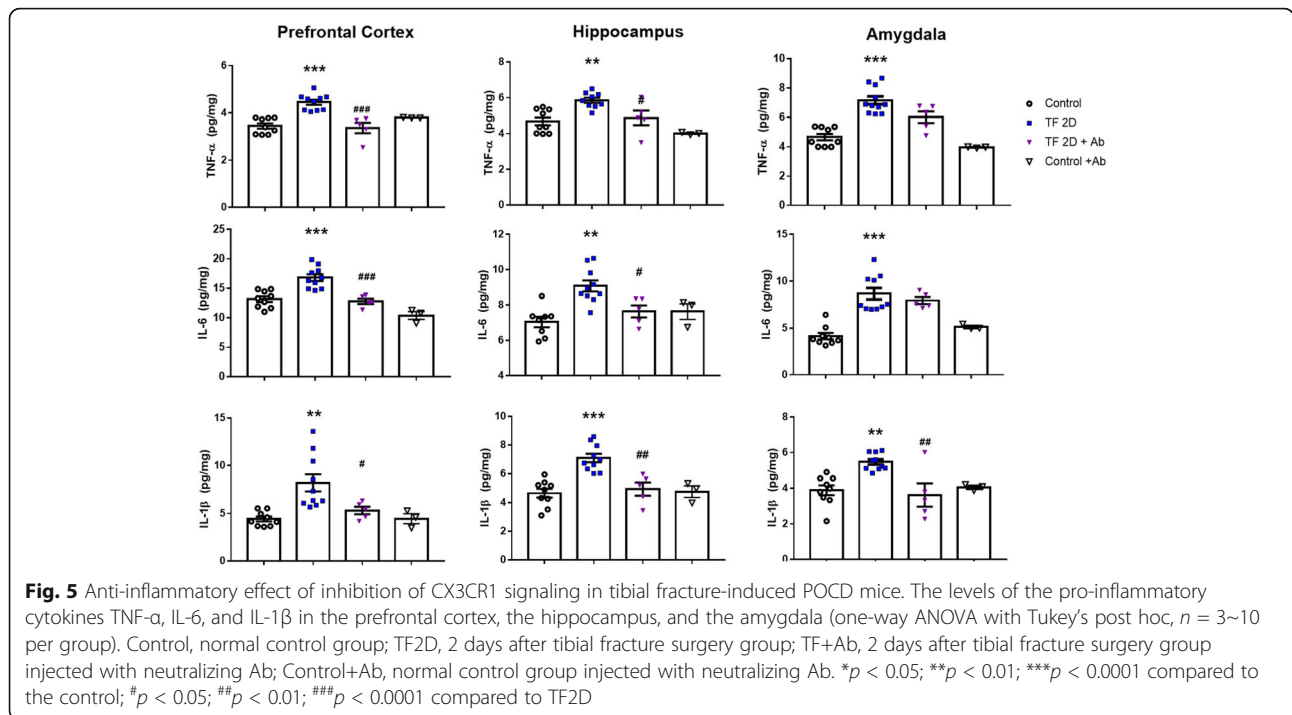 Prefrontal Cortex
Hippocampus
Amygdala
***
###
TNF-α (pg/mg)
6
4
2
0
**
#
TNF-α (pg/mg)
8
6
4
2
0
***
TNF-α (pg/mg)
10
8
6
4
2
0
Control
TF 2D
TF 2D + Ab
Control +Ab
***
###
IL-6 (pg/mg)
25
20
15
10
5
0
**
#
IL-6 (pg/mg)
12
10
8
6
4
***
IL-6 (pg/mg)
15
10
5
0
**
#
IL-1β (pg/mg)
15
10
5
0
***
##
IL-1β (pg/mg)
10
8
6
4
2
0
**
##
IL-1β (pg/mg)
8
6
4
2
0
Fig. 5 Anti-inflammatory effect of inhibition of CX3CR1 signaling in tibial fracture-induced POCD mice. The levels of the pro-inflammatory
cytokines TNF-α, IL-6, and IL-1β in the prefrontal cortex, the hippocampus, and the amygdala (one-way ANOVA with Tukey's post hoc, n = 3~10
per group). Control, normal control group; TF2D, 2 days after tibial fracture surgery group; TF+Ab, 2 days after tibial fracture surgery group
injected with neutralizing Ab; Control+Ab, normal control group injected with neutralizing Ab. *p < 0.05; **p < 0.01; ***p < 0.0001 compared to
the control; #p < 0.05; ##p < 0.01; ###p < 0.0001 compared to TF2D